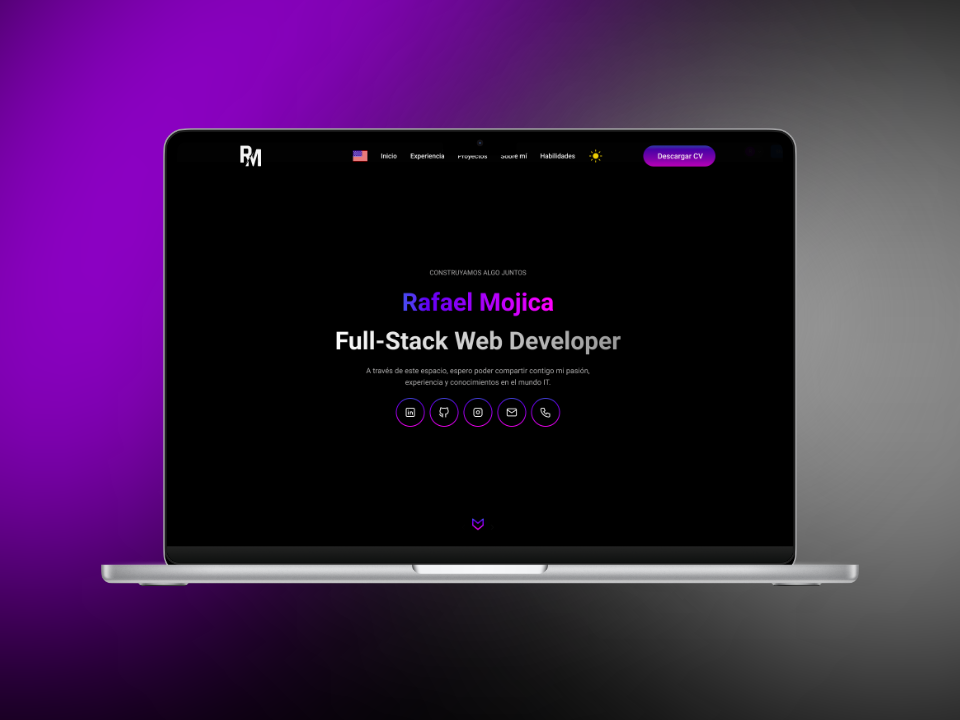 RM
Inicio Experiencia Proyectos Sobre mí Habilidades Descargar CV
CONSTRUYAMOS ALGO JUNTOS
Rafael Mojica
Full-Stack Web Developer
A través de este espacio, espero poder compartir contigo mi pasión,
experiencia y conocimientos en el mundo IT.
in